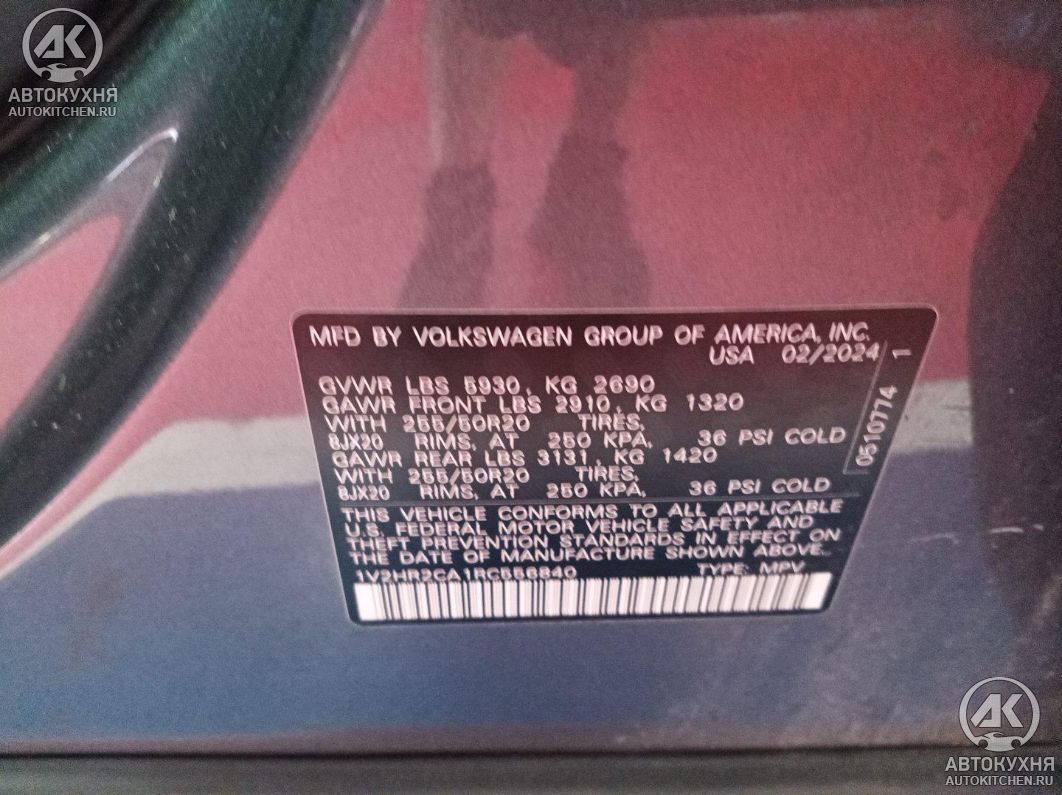 АК
АВТОКУХНЯ
AUTOKITCHEN.RU
MFD BY VOLKSWAGEN GROUP OF AMERICA, INC.
USA 02/2024
GVWR LBS 5930, KG 2690
GAWR FRONT LBS 2910, KG 1320
WITH 255/50R20 TIRES,
8JX20 RIMS, AT 250 KPA, 36 PSI COLD
GAWR REAR LBS 3131, KG 1420
WITH 255/50R20 TIRES,
8JX20 RIMS, AT 250 KPA, 36 PSI COLD
0510774 1
THIS VEHICLE CONFORMS TO ALL APPLICABLE
U.S. FEDERAL MOTOR VEHICLE SAFETY AND
THEFT PREVENTION STANDARDS IN EFFECT ON
THE DATE OF MANUFACTURE SHOWN ABOVE.
1V2HR2CA1RC556840 TYPE: MPV
АК
АВТОКУХНЯ
AUTOKITCHEN.RU